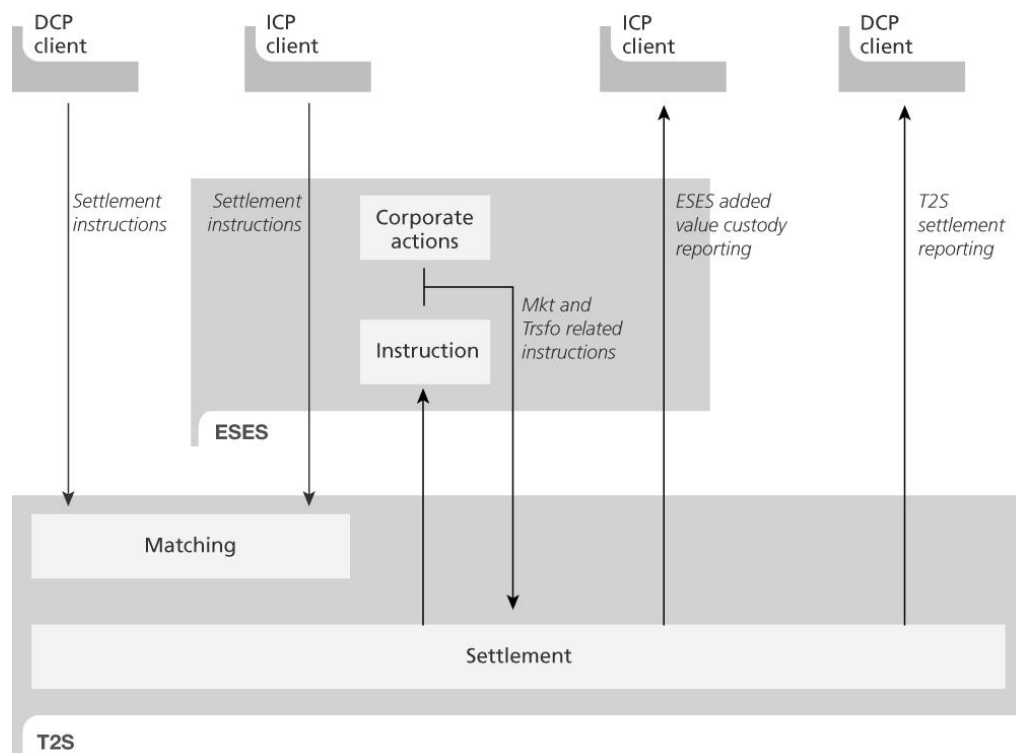 DCP
client
ICP
client
ICP
client
DCP
client
Settlement
instructions
Settlement
instructions
Corporate
actions
ESES added
value custody
reporting
T2S
settlement
reporting
Mkt and
Trsfo related
instructions
Instruction
ESES
Matching
Settlement
T2S